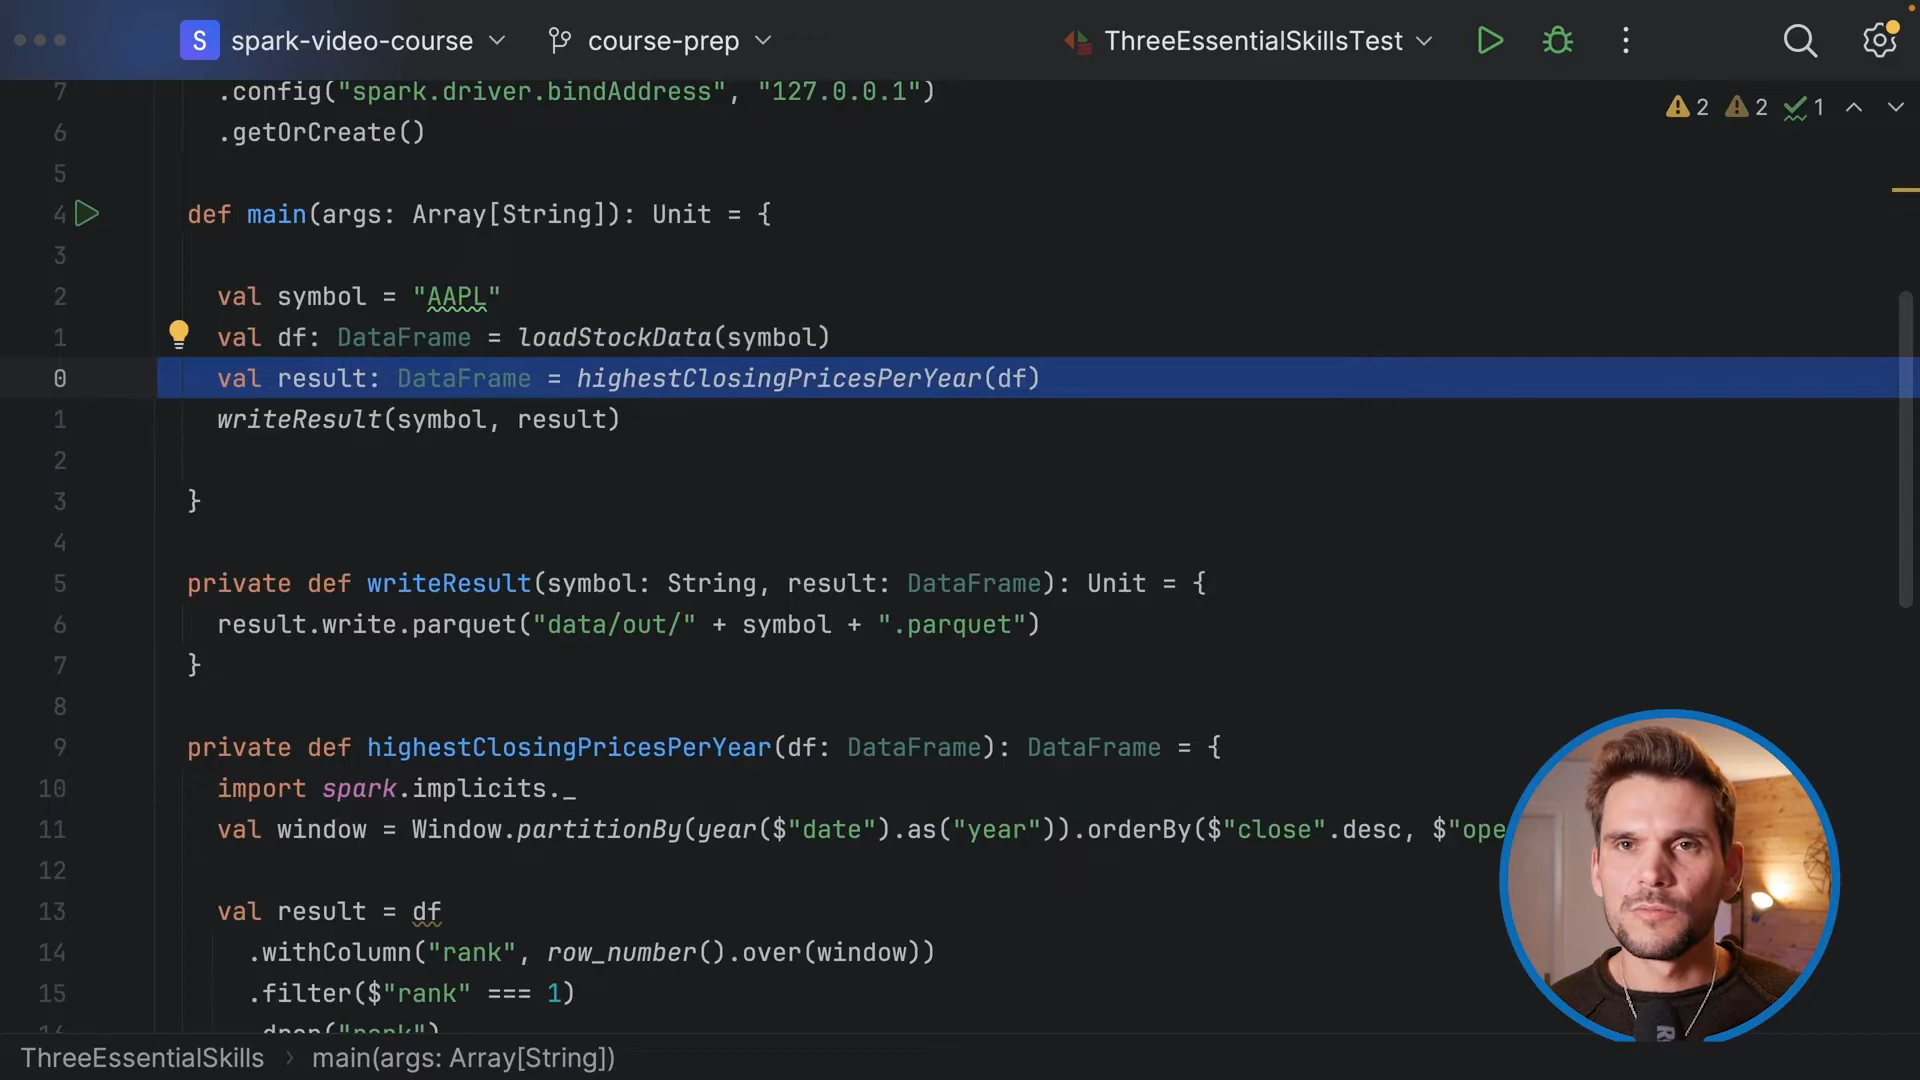 S spark-video-course course-prep ThreeEssentialSkillsTest
7 .config("spark.driver.bindAddress", "127.0.0.1")
2 2 1
6 .getOrCreate()
5
4 def main(args: Array[String]): Unit = {
3
2 val symbol = "AAPL"
1 val df: DataFrame = loadStockData(symbol)
0 val result: DataFrame = highestClosingPricesPerYear(df)
1 writeResult(symbol, result)
2
3 }
4
5 private def writeResult(symbol: String, result: DataFrame): Unit = {
6 result.write.parquet("data/out/" + symbol + ".parquet")
7 }
8
9 private def highestClosingPricesPerYear(df: DataFrame): DataFrame = {
10 import spark.implicits._
11 val window = Window.partitionBy(year($"date").as("year")).orderBy($"close".desc, $"ope
12
13 val result = df
14 .withColumn("rank", row_number().over(window))
15 .filter($"rank" === 1)
16 .drop("rank")
ThreeEssentialSkills › main(args: Array[String])